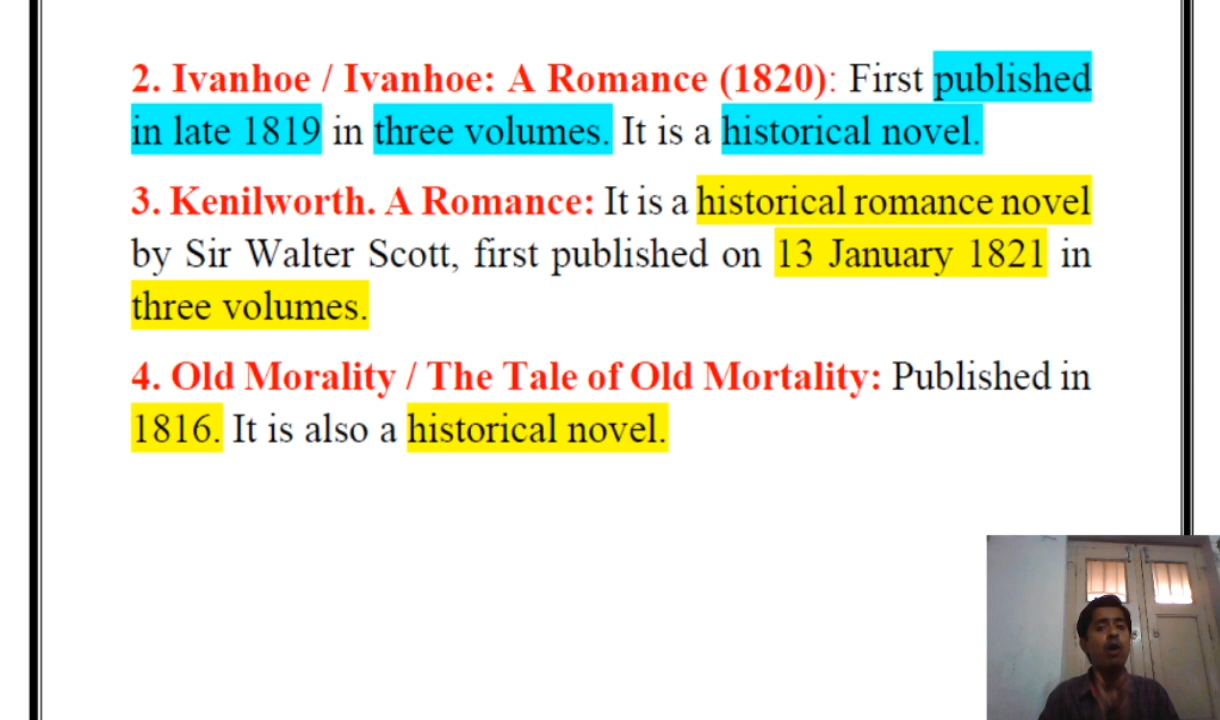 2. Ivanhoe / Ivanhoe: A Romance (1820): First published
in late 1819 in three volumes. It is a historical novel.
3. Kenilworth. A Romance: It is a historical romance novel
by Sir Walter Scott, first published on 13 January 1821 in
three volumes.
4. Old Morality / The Tale of Old Mortality: Published in
1816. It is also a historical novel.